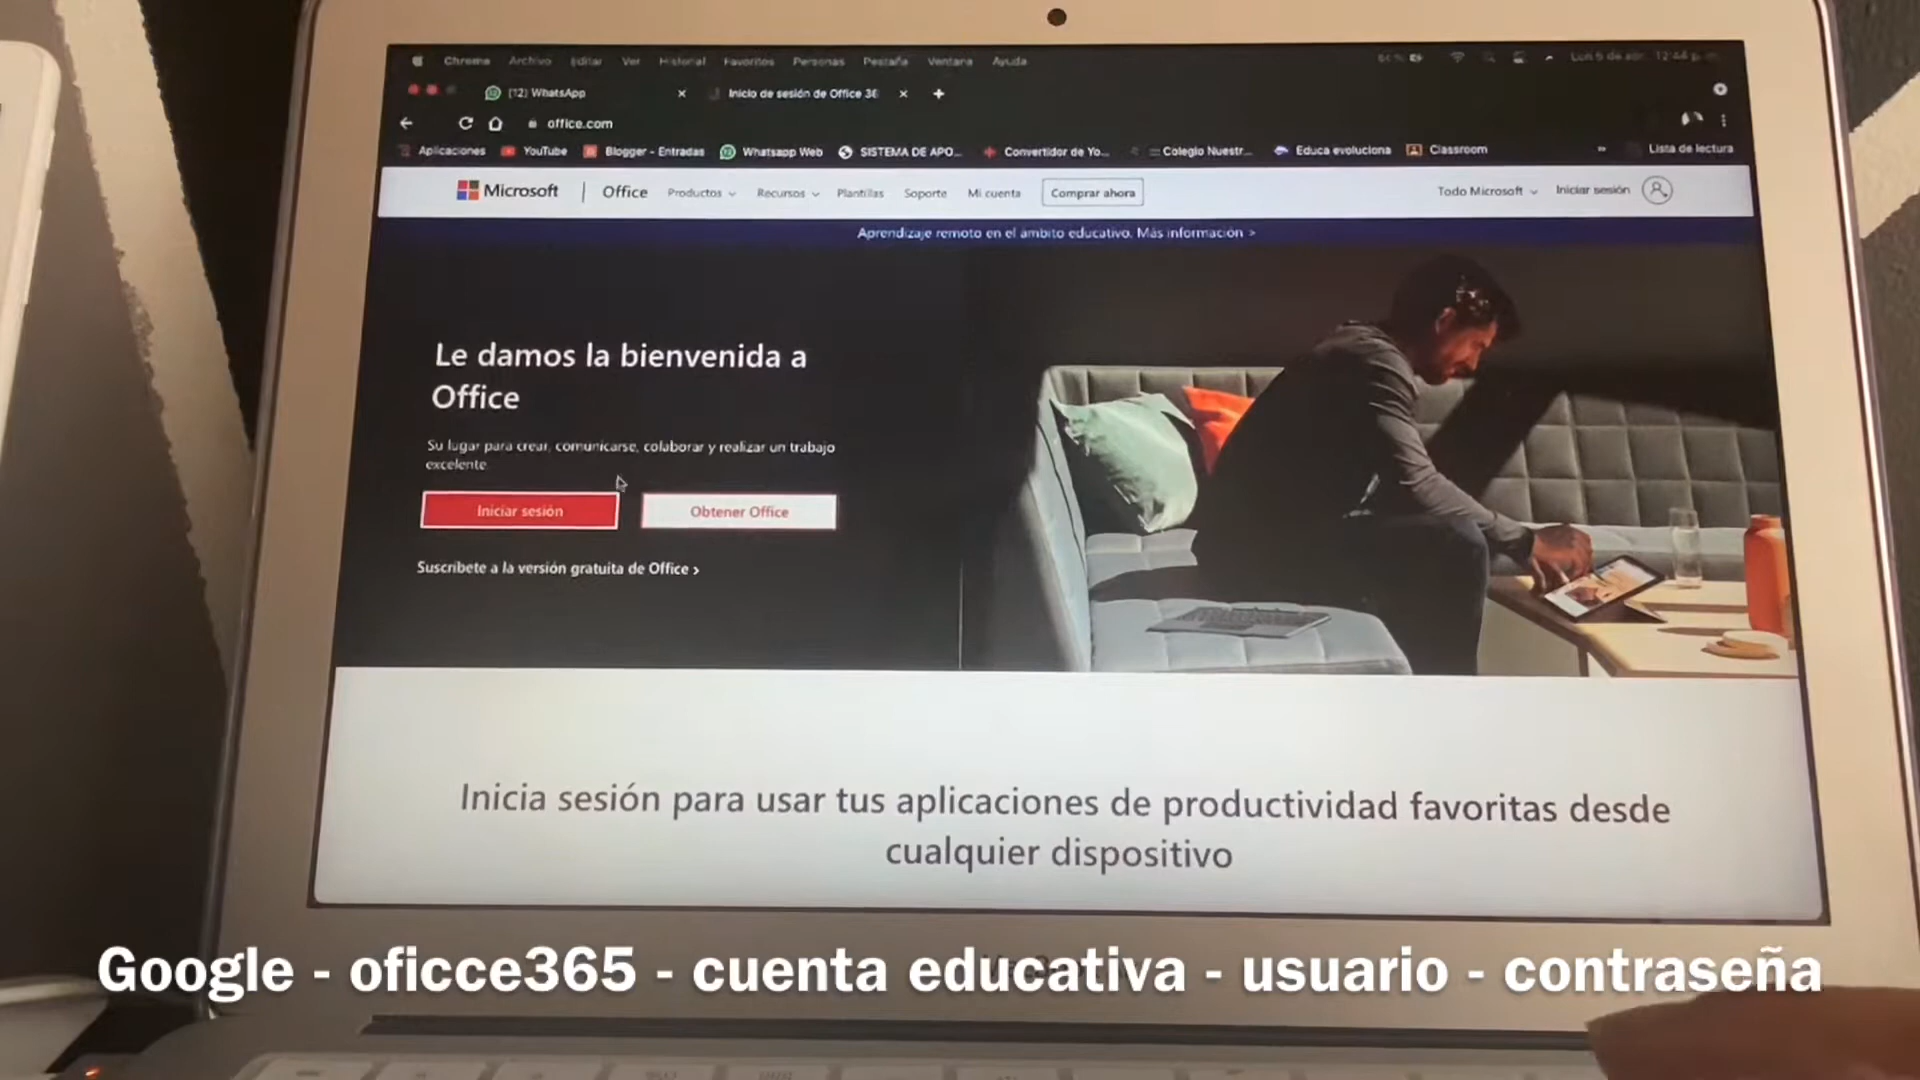 Chrome Archivo Editar Ver Historial Favoritos Personas Pestaña Ventana Ayuda
(12) WhatsApp
Inicio de sesión de Office 36
office.com
Aplicaciones YouTube Blogger - Entradas Whatsapp Web SISTEMA DE APO... Convertidor de Yo... Colegio Nuestr... Educa evoluciona Classroom » Lista de lectura
Microsoft | Office Productos Recursos Plantillas Soporte Mi cuenta Comprar ahora Todo Microsoft Iniciar sesión
Aprendizaje remoto en el ámbito educativo. Más información >
Le damos la bienvenida a
Office
Su lugar para crear, comunicarse, colaborar y realizar un trabajo
excelente
Iniciar sesión
Obtener Office
Suscríbete a la versión gratuita de Office >
Inicia sesión para usar tus aplicaciones de productividad favoritas desde
cualquier dispositivo
Google - oficce365 - cuenta educativa - usuario - contraseña